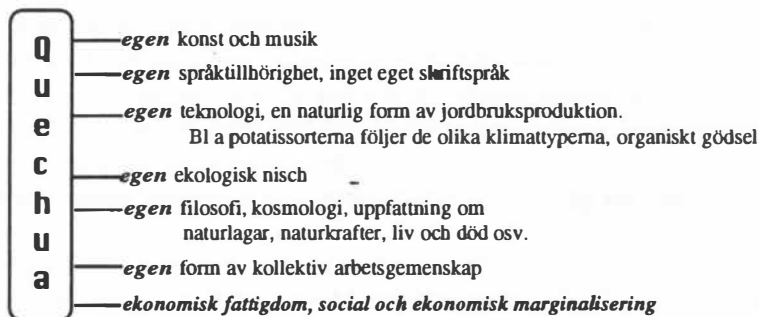 Quechua
egen konst och musik
egen språktillhörighet, inget eget skriftspråk
egen teknologi, en naturlig form av jordbruksproduktion.
Bl a potatissorterna följer de olika klimattyperna, organiskt gödsel
egen ekologisk nisch
egen filosofi, kosmologi, uppfattning om
naturlagar, naturkrafter, liv och död osv.
egen form av kollektiv arbetsgemenskap
ekonomisk fattigdom, social och ekonomisk marginalisering